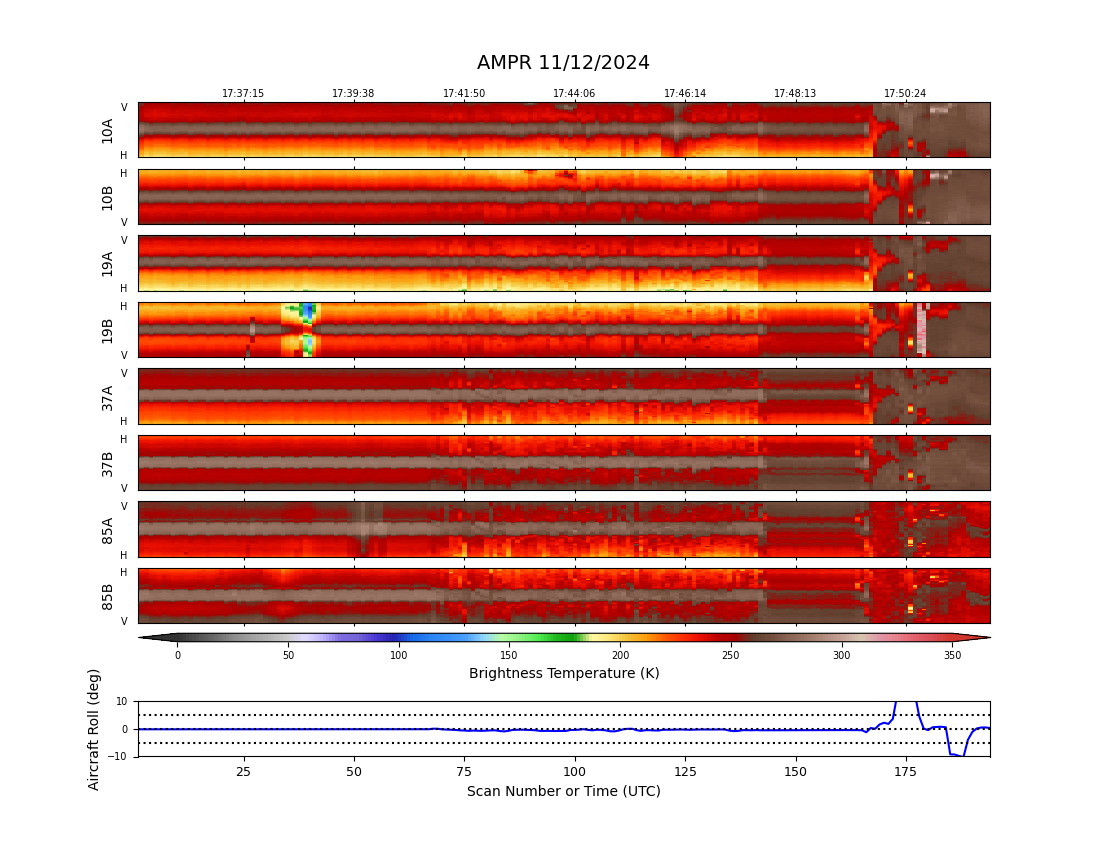 AMPR 11/12/2024
17:37:15 17:39:38 17:41:50 17:44:06 17:46:14 17:48:13 17:50:24
V
10A
H
H
10B
V
V
19A
H
H
19B
V
V
37A
H
H
37B
V
V
85A
H
H
85B
V
0 50 100 150 200 250 300 350
Brightness Temperature (K)
Aircraft Roll (deg)
10
0
−10
25 50 75 100 125 150 175
Scan Number or Time (UTC)